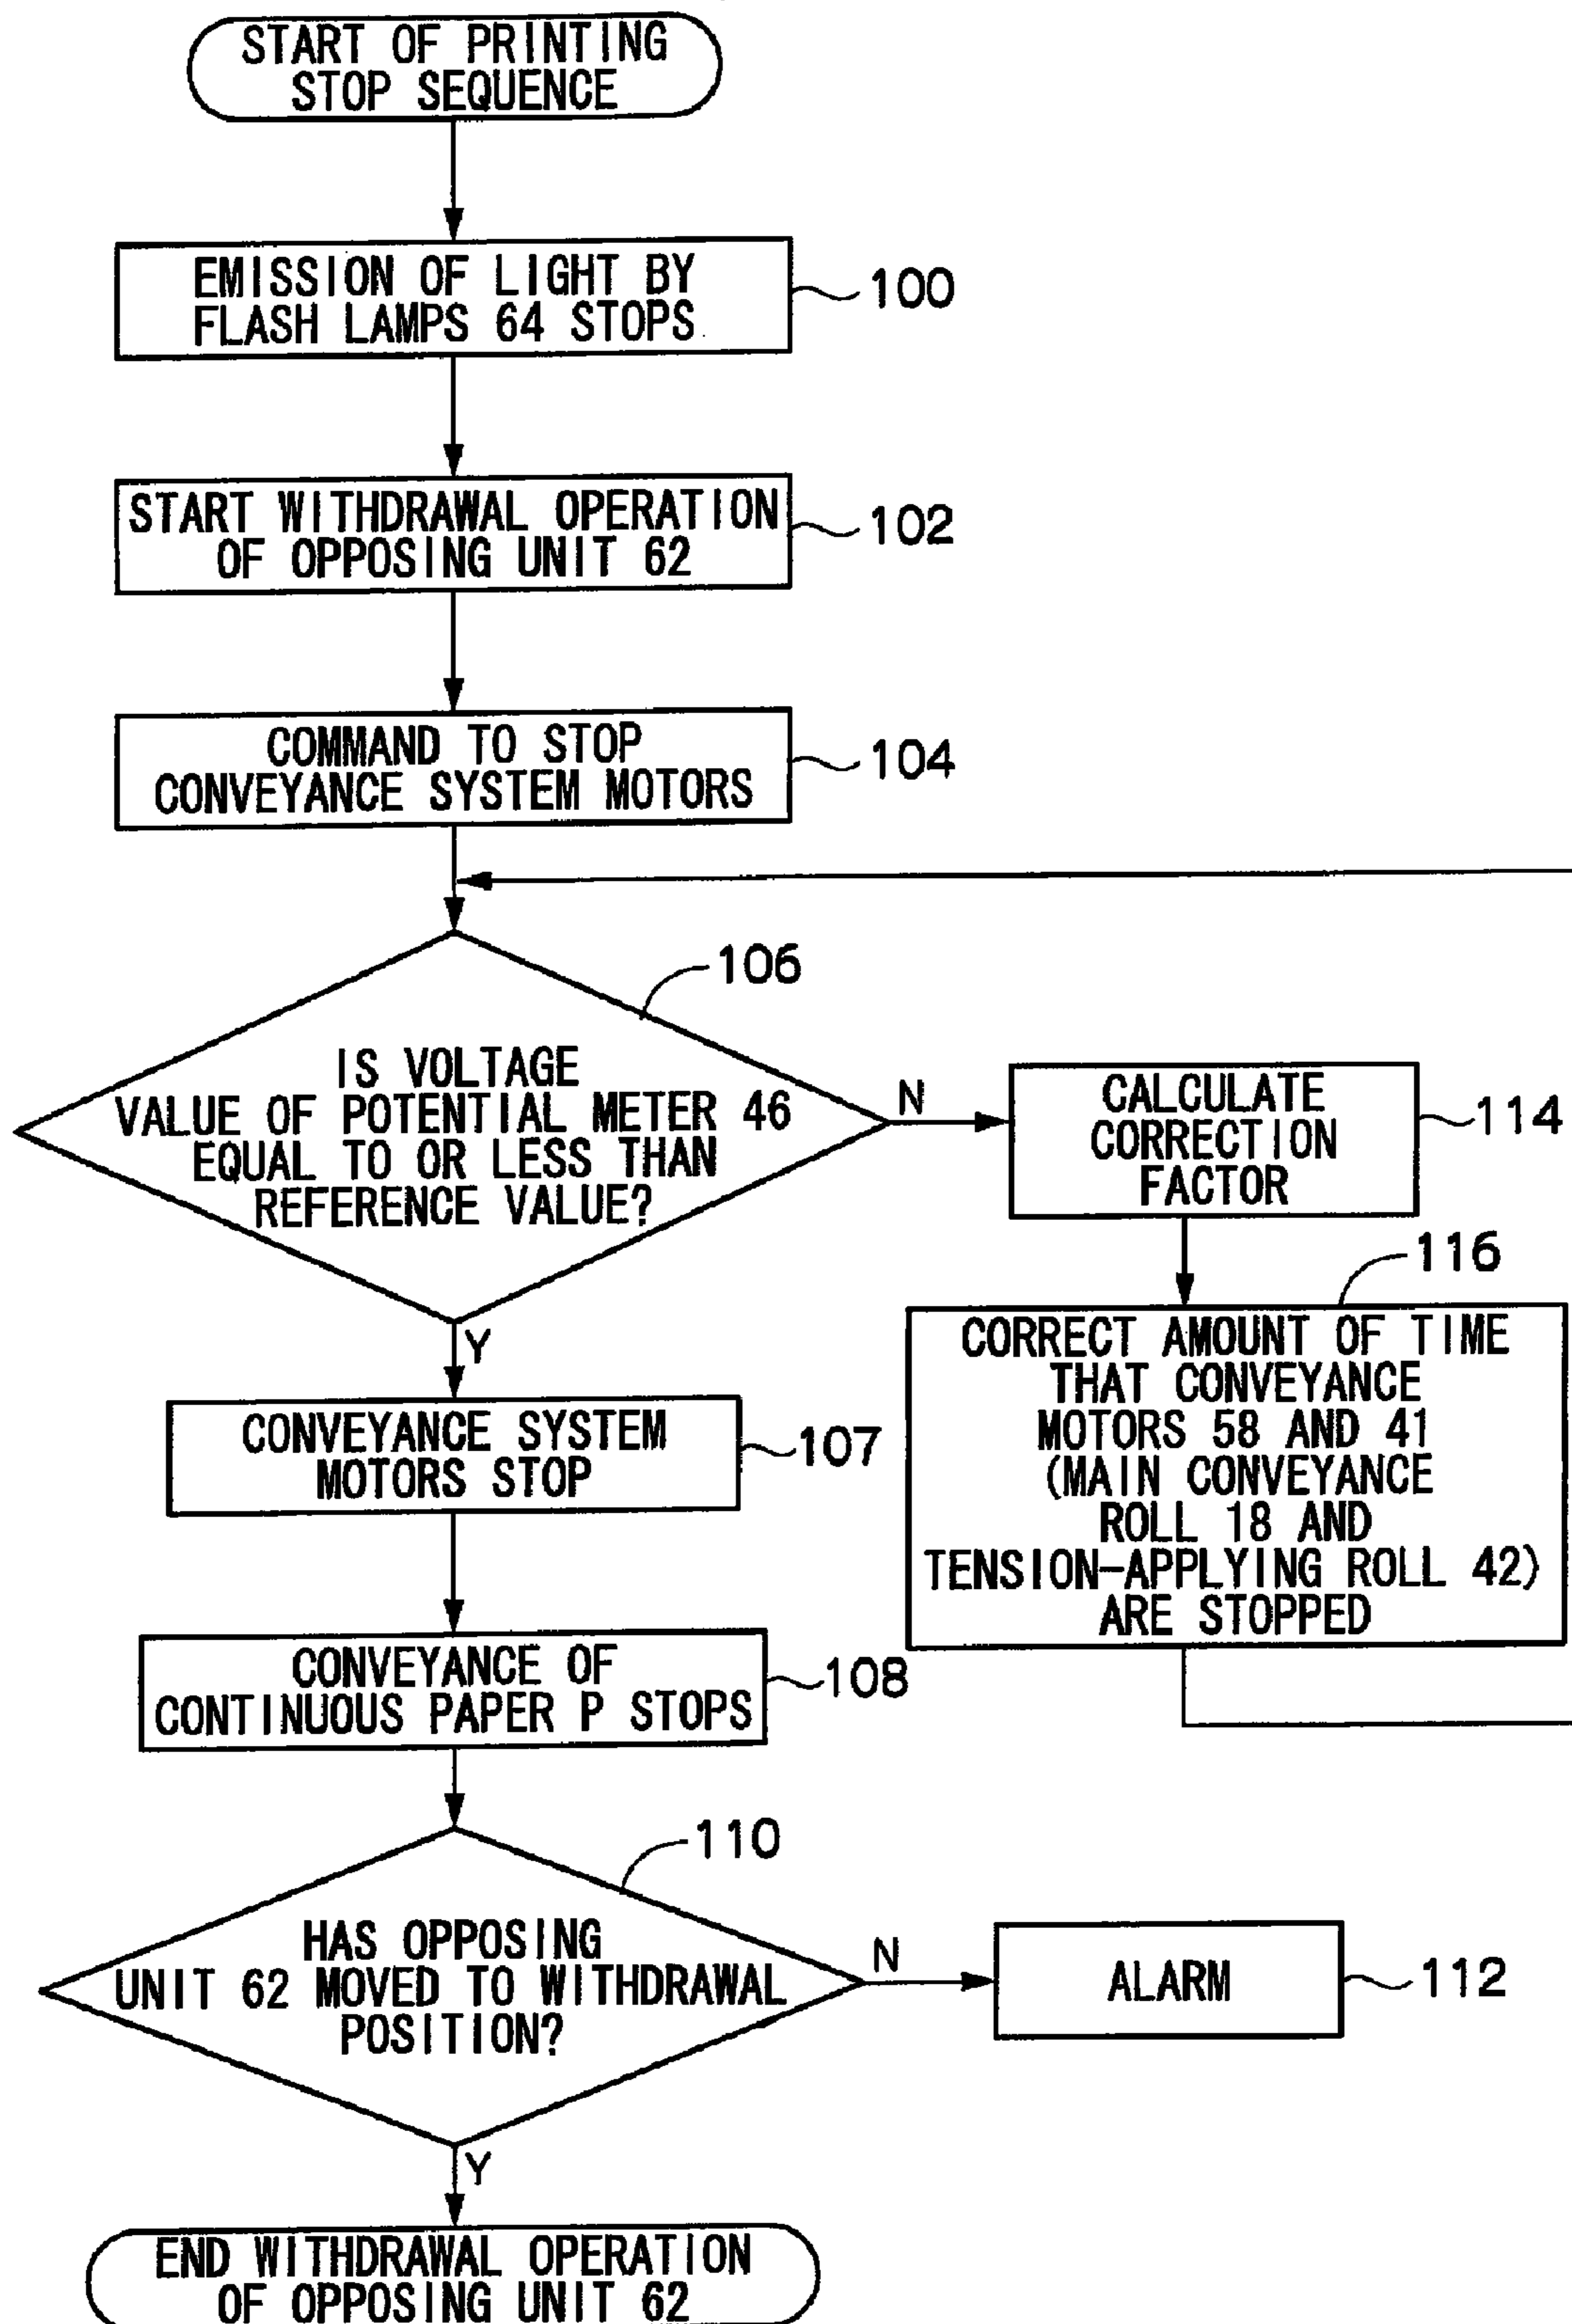 START OF PRINTING
STOP SEQUENCE
EMISSION OF LIGHT BY
FLASH LAMPS 64 STOPS
100
START WITHDRAWAL OPERATION
OF OPPOSING UNIT 62
102
COMMAND TO STOP
CONVEYANCE SYSTEM MOTORS
104
106
IS VOLTAGE
VALUE OF POTENTIAL METER 46
EQUAL TO OR LESS THAN
REFERENCE VALUE?
N
CALCULATE
CORRECTION
FACTOR
114
116
CORRECT AMOUNT OF TIME
THAT CONVEYANCE
MOTORS 58 AND 41
(MAIN CONVEYANCE
ROLL 18 AND
TENSION-APPLYING ROLL 42)
ARE STOPPED
Y
CONVEYANCE SYSTEM
MOTORS STOP
107
CONVEYANCE OF
CONTINUOUS PAPER P STOPS
108
110
HAS OPPOSING
UNIT 62 MOVED TO WITHDRAWAL
POSITION?
N
ALARM
112
Y
END WITHDRAWAL OPERATION
OF OPPOSING UNIT 62